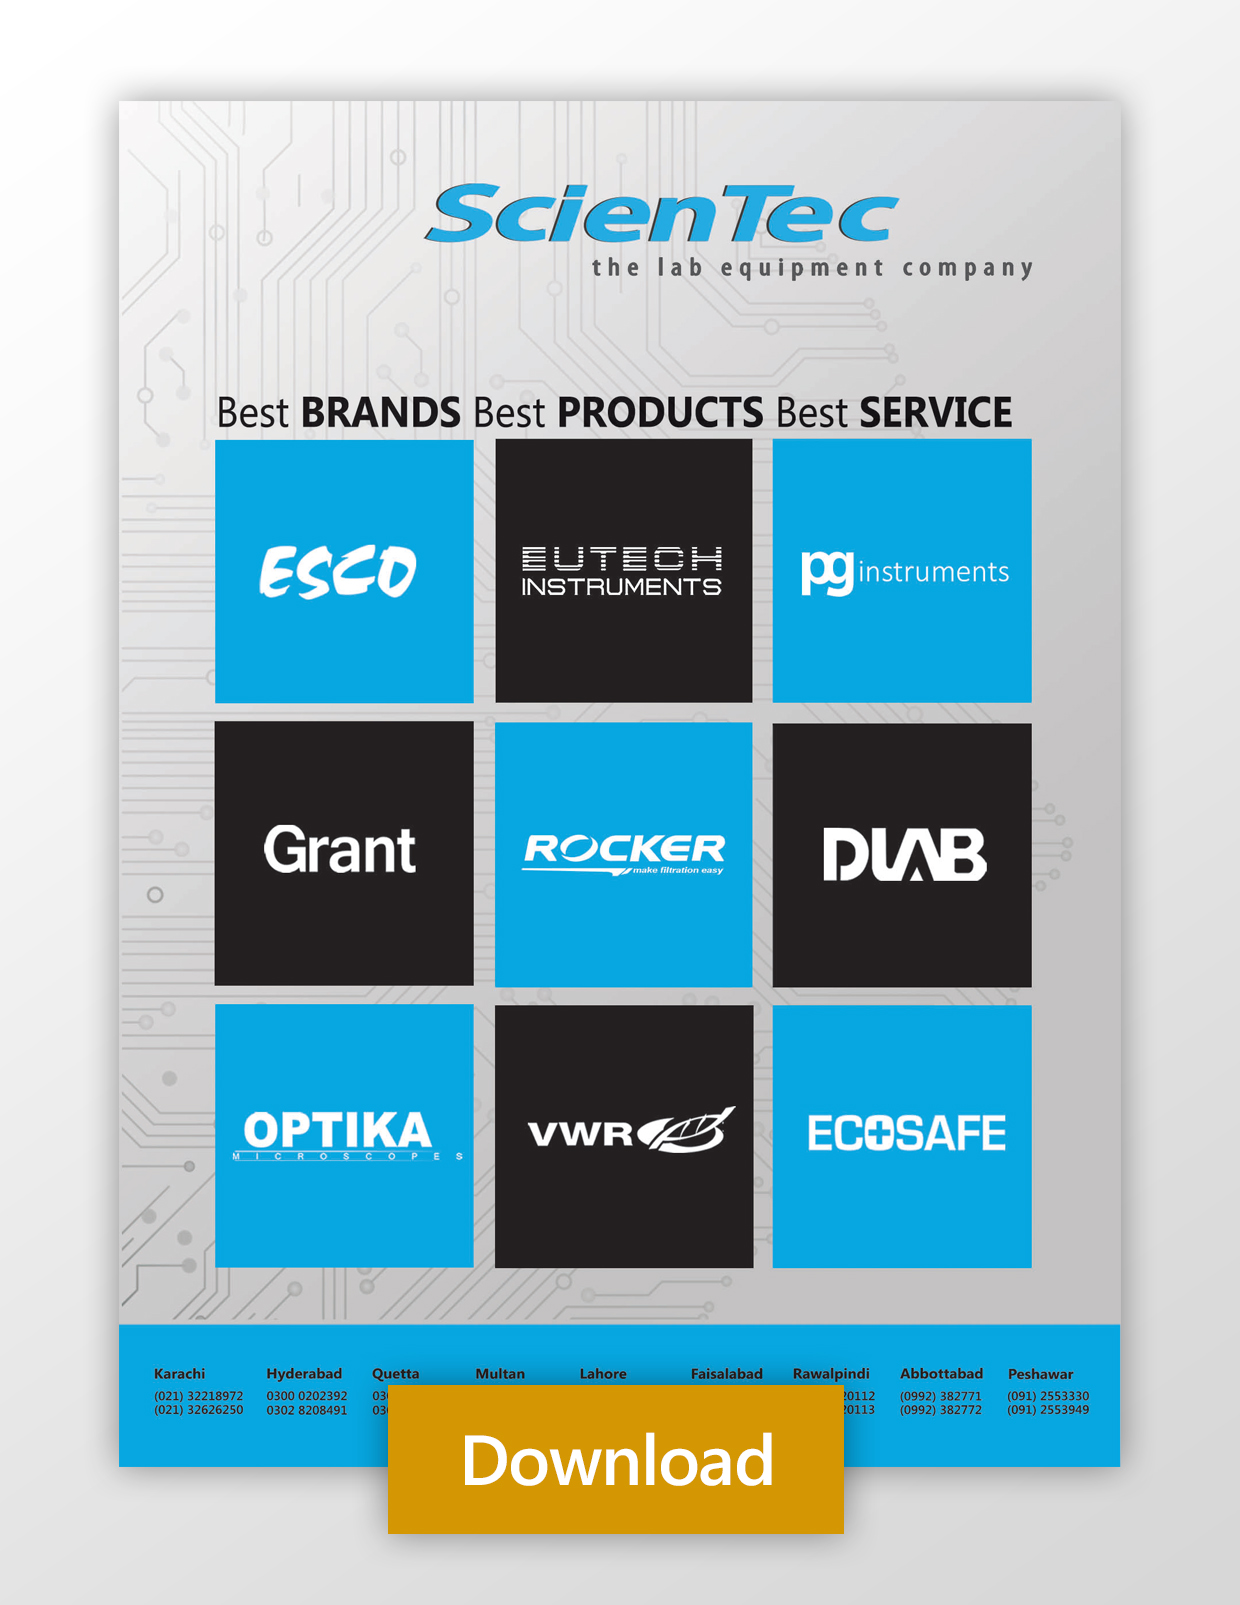 ScienTec
the lab equipment company
Best BRANDS Best PRODUCTS Best SERVICE
ESCO
EUTECH
INSTRUMENTS
pg instruments
Grant
ROCKER
make filtration easy
DLAB
OPTIKA
MICROSCOPES
VWR
ECOSAFE
Karachi Hyderabad Quetta Multan Lahore Faisalabad Rawalpindi Abbottabad Peshawar
(021) 32218972 0300 0202392 (0992) 382771 (091) 2553330
(021) 32626250 0302 8208491 (0992) 382772 (091) 2553949
Download